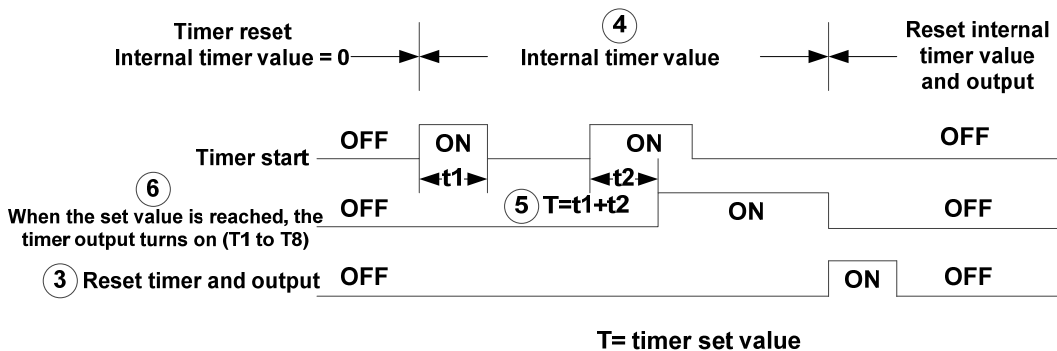 Timer reset
Internal timer value = 0
4
Internal timer value
Reset internal
timer value
and output
Timer start
OFF
ON
ON
OFF
t1
t2
6
When the set value is reached, the
timer output turns on (T1 to T8)
OFF
5 T=t1+t2
ON
OFF
3 Reset timer and output
OFF
ON
OFF
T= timer set value